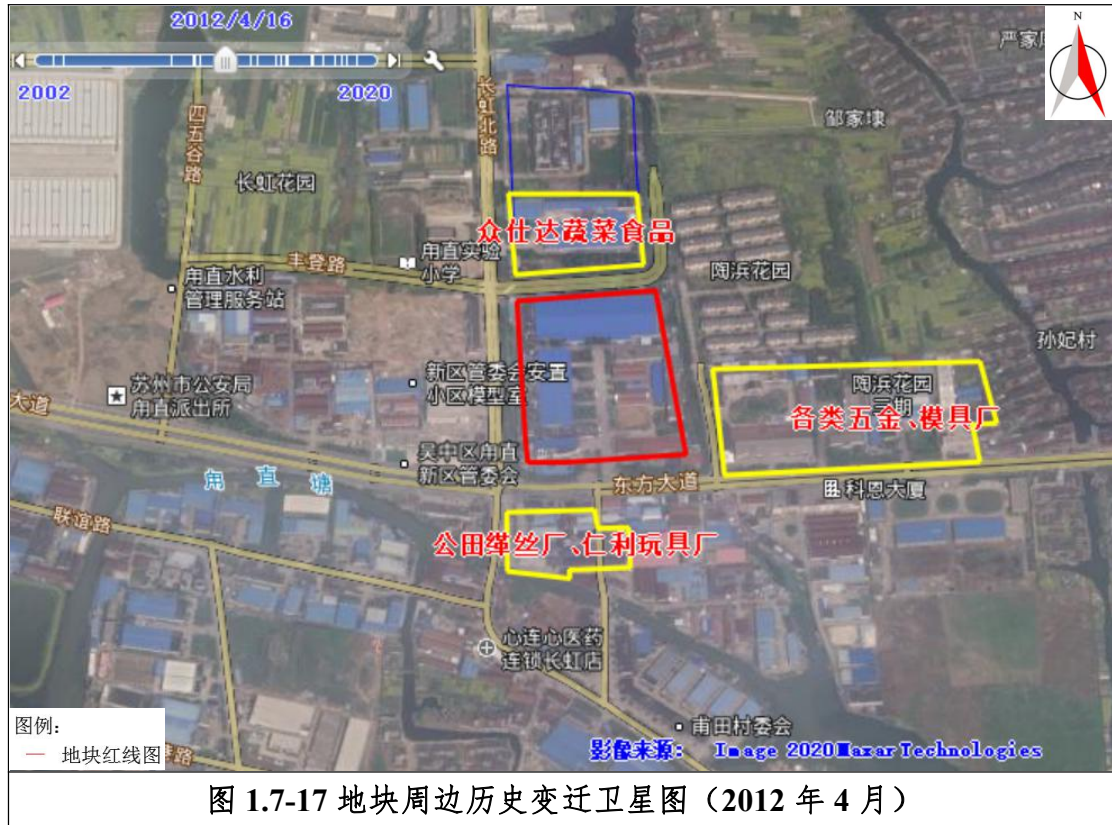 2012/4/16
N
2002
2020
四五谷路
长虹北路
邹家埭
长虹花园
众仕达蔬菜食品
甪直实验
小学
丰登路
陶浜花园
甪直水利
管理服务站
孙妃村
新区管委会安置
小区模型室
苏州市公安局
甪直派出所
大道
陶浜花园
三期
各类五金、模具厂
吴中区甪直
新区管委会
甪直塘
东方大道
科恩大厦
联谊路
公田缂丝厂、仁利玩具厂
心连心医药
连锁长虹店
甫田村委会
图例：
地块红线图
影像来源： Image 2020 Maxar Technologies
图 1.7-17 地块周边历史变迁卫星图（2012 年 4 月）